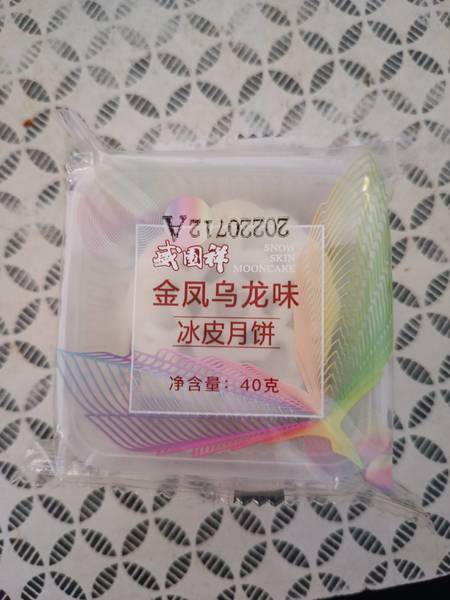 20220712A
盛园祥
SNOW
SKIN
MOONCAKE
金凤乌龙味
冰皮月饼
净含量：40克